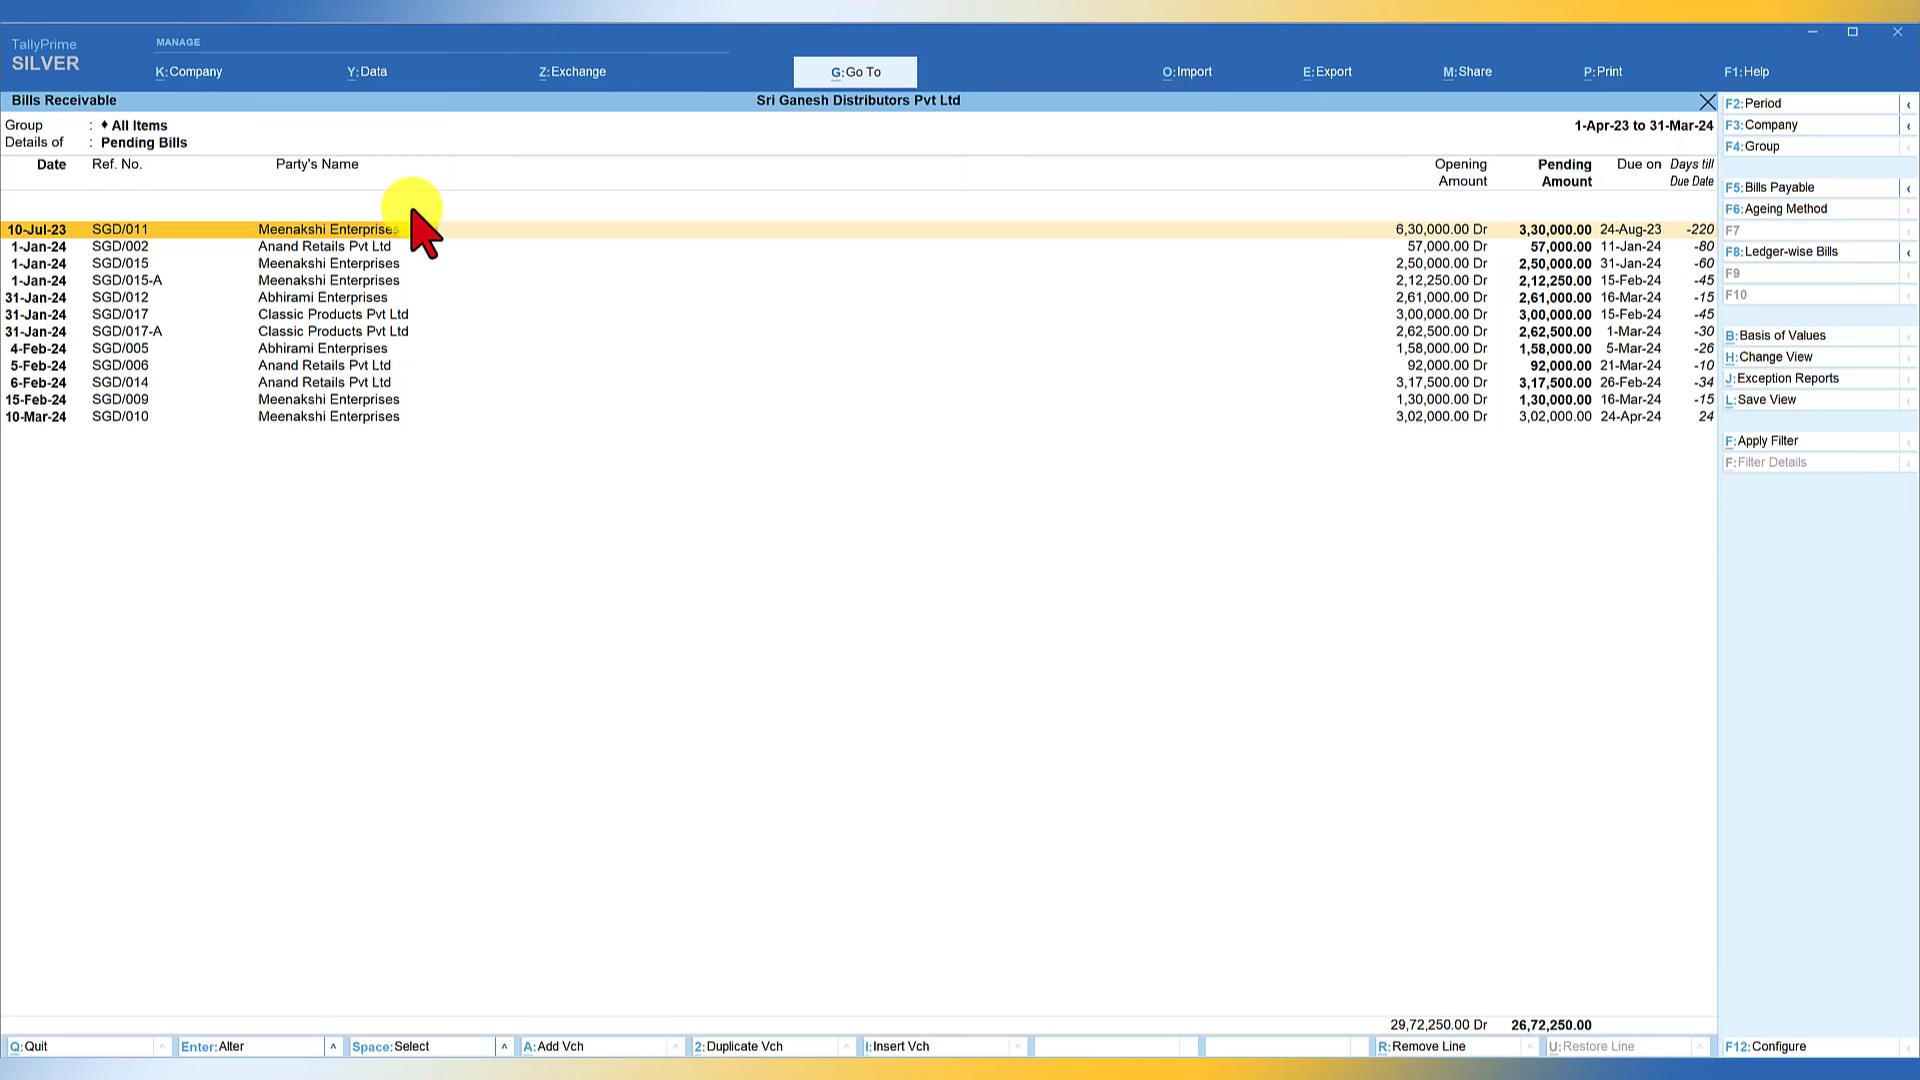 TallyPrime
SILVER
MANAGE
K:Company Y:Data Z:Exchange G:Go To O:Import E:Export M:Share P:Print F1:Help
Bills Receivable Sri Ganesh Distributors Pvt Ltd
Group : ♦ All Items 1-Apr-23 to 31-Mar-24
Details of : Pending Bills
Date Ref. No. Party's Name Opening Amount Pending Amount Due on Days till Due Date
10-Jul-23 SGD/011 Meenakshi Enterprises 6,30,000.00 Dr 3,30,000.00 24-Aug-23 -220
1-Jan-24 SGD/002 Anand Retails Pvt Ltd 57,000.00 Dr 57,000.00 11-Jan-24 -80
1-Jan-24 SGD/015 Meenakshi Enterprises 2,50,000.00 Dr 2,50,000.00 31-Jan-24 -60
1-Jan-24 SGD/015-A Meenakshi Enterprises 2,12,250.00 Dr 2,12,250.00 15-Feb-24 -45
31-Jan-24 SGD/012 Abhirami Enterprises 2,61,000.00 Dr 2,61,000.00 16-Mar-24 -15
31-Jan-24 SGD/017 Classic Products Pvt Ltd 3,00,000.00 Dr 3,00,000.00 15-Feb-24 -45
31-Jan-24 SGD/017-A Classic Products Pvt Ltd 2,62,500.00 Dr 2,62,500.00 1-Mar-24 -30
4-Feb-24 SGD/005 Abhirami Enterprises 1,58,000.00 Dr 1,58,000.00 5-Mar-24 -26
5-Feb-24 SGD/006 Anand Retails Pvt Ltd 92,000.00 Dr 92,000.00 21-Mar-24 -10
6-Feb-24 SGD/014 Anand Retails Pvt Ltd 3,17,500.00 Dr 3,17,500.00 26-Feb-24 -34
15-Feb-24 SGD/009 Meenakshi Enterprises 1,30,000.00 Dr 1,30,000.00 16-Mar-24 -15
10-Mar-24 SGD/010 Meenakshi Enterprises 3,02,000.00 Dr 3,02,000.00 24-Apr-24 24
29,72,250.00 Dr 26,72,250.00
F2:Period
F3:Company
F4:Group
F5:Bills Payable
F6:Ageing Method
F7
F8:Ledger-wise Bills
F9
F10
B:Basis of Values
H:Change View
J:Exception Reports
L:Save View
F:Apply Filter
F:Filter Details
Q:Quit Enter:Alter Space:Select A:Add Vch 2:Duplicate Vch I:Insert Vch R:Remove Line U:Restore Line F12:Configure